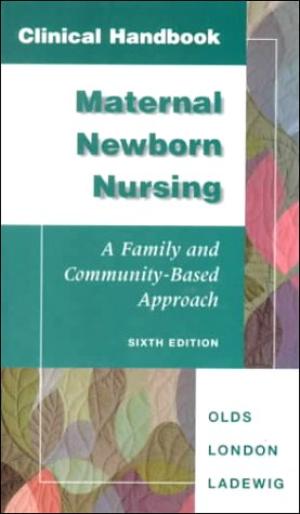 Clinical Handbook
Maternal
Newborn
Nursing
A Family and
Community-Based
Approach
SIXTH EDITION
OLDS
LONDON
LADEWIG